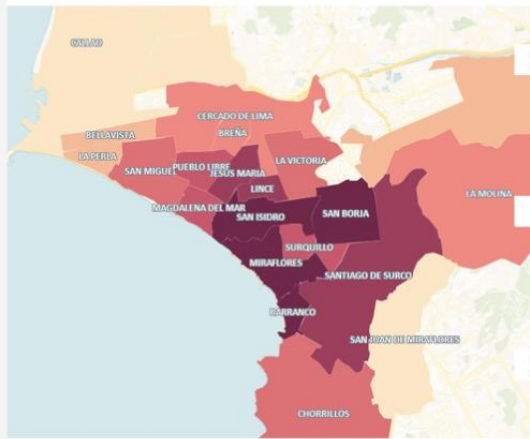 CALLAO
CERCADO DE LIMA
BELLAVISTA
BREÑA
LA PERLA
SAN MIGUEL
PUEBLO LIBRE
LA VICTORIA
JESUS MARIA
LINCE
LA MOLINA
MAGDALENA DEL MAR
SAN ISIDRO
SAN BORJA
SURQUILLO
MIRAFLORES
SANTIAGO DE SURCO
BARRANCO
SAN JUAN DE MIRAFLORES
CHORRILLOS